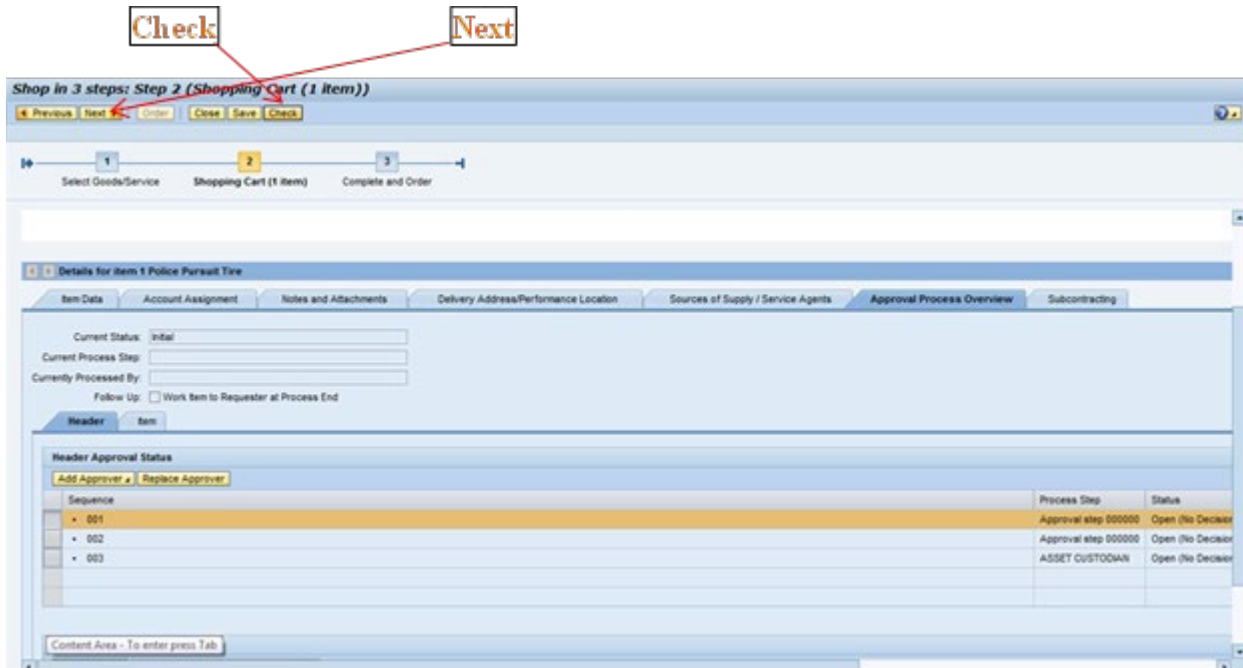 Check Next
Shop in 3 steps: Step 2 (Shopping Cart (1 item))
Previous Next Order Close Save Check
1 2 3
Select Goods/Service Shopping Cart (1 item) Complete and Order
Details for item 1 Police Pursuit Tire
Item Data Account Assignment Notes and Attachments Delivery Address/Performance Location Sources of Supply / Service Agents Approval Process Overview Subcontracting
Current Status: Initial
Current Process Step:
Currently Processed By:
Follow Up: Work Item to Requester at Process End
Header Item
Header Approval Status
Add Approver Replace Approver
Sequence Process Step Status
• 001 Approval step 000000 Open (No Decision
• 002 Approval step 000000 Open (No Decision
• 003 ASSET CUSTODIAN Open (No Decision
Content Area - To enter press Tab